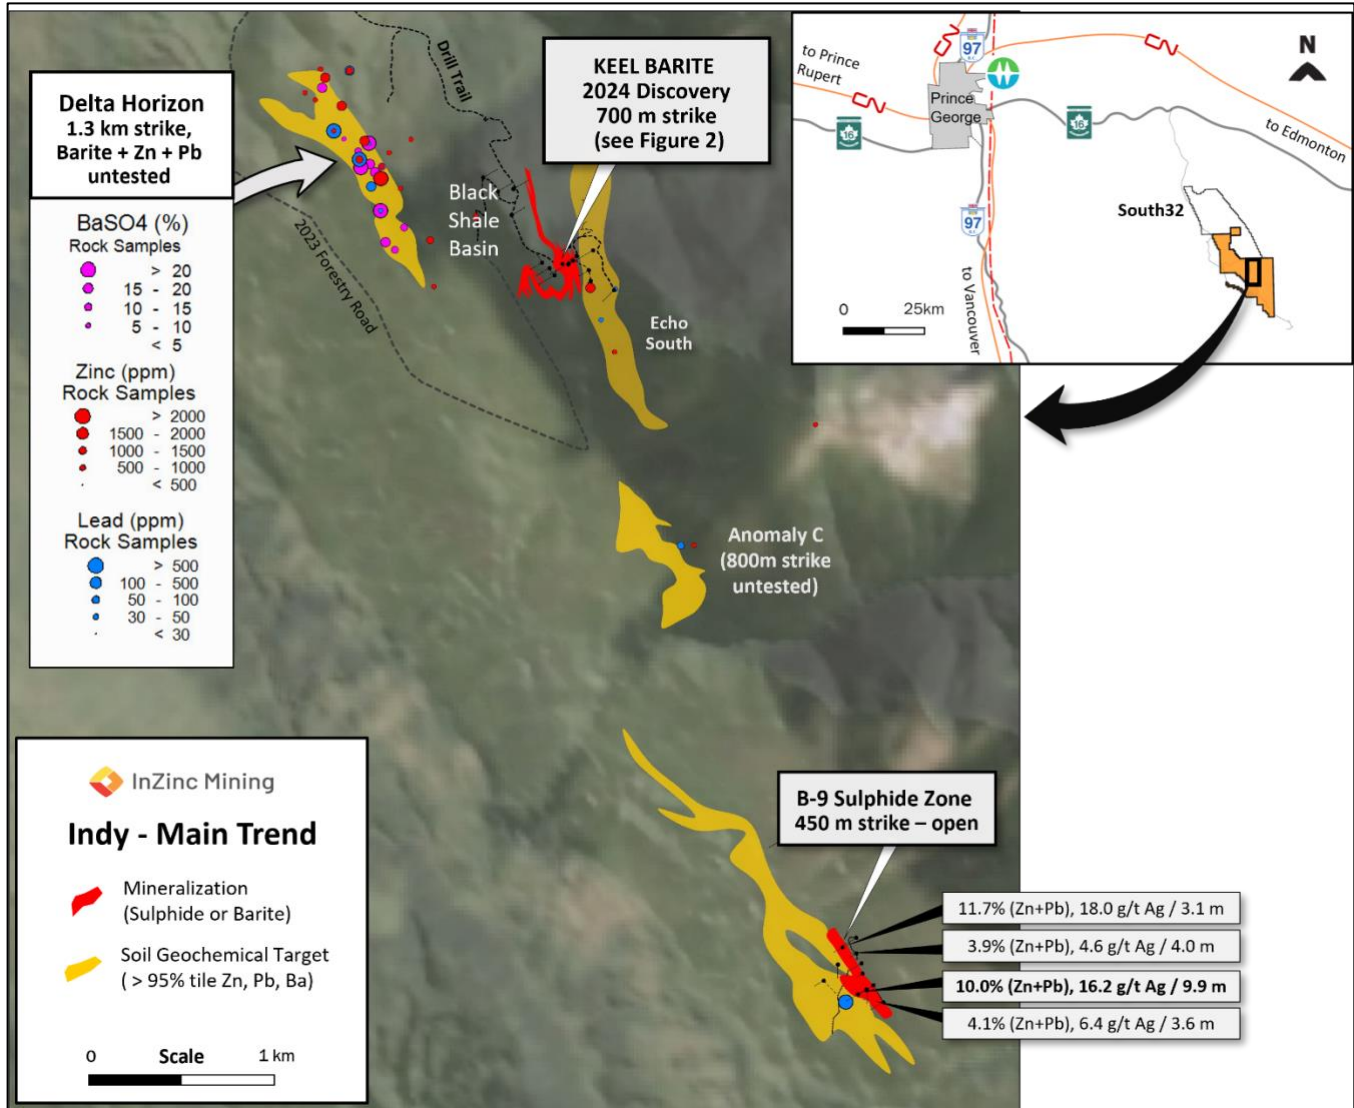 Delta Horizon
1.3 km strike,
Barite + Zn + Pb
untested
BaSO4 (%)
Rock Samples
> 20
15 - 20
10 - 15
5 - 10
< 5
Zinc (ppm)
Rock Samples
> 2000
1500 - 2000
1000 - 1500
500 - 1000
< 500
Lead (ppm)
Rock Samples
> 500
100 - 500
50 - 100
30 - 50
< 30
Drill Trail
KEEL BARITE
2024 Discovery
700 m strike
(see Figure 2)
Black
Shale
Basin
2023 Forestry Road
Echo
South
Anomaly C
(800m strike
untested)
B-9 Sulphide Zone
450 m strike – open
11.7% (Zn+Pb), 18.0 g/t Ag / 3.1 m
3.9% (Zn+Pb), 4.6 g/t Ag / 4.0 m
10.0% (Zn+Pb), 16.2 g/t Ag / 9.9 m
4.1% (Zn+Pb), 6.4 g/t Ag / 3.6 m
to Prince
Rupert
CN
16
Prince
George
CN
97
CN
16
to Edmonton
N
South32
97
to Vancouver
0 25km
InZinc Mining
Indy - Main Trend
Mineralization
(Sulphide or Barite)
Soil Geochemical Target
( > 95% tile Zn, Pb, Ba)
0 Scale 1 km